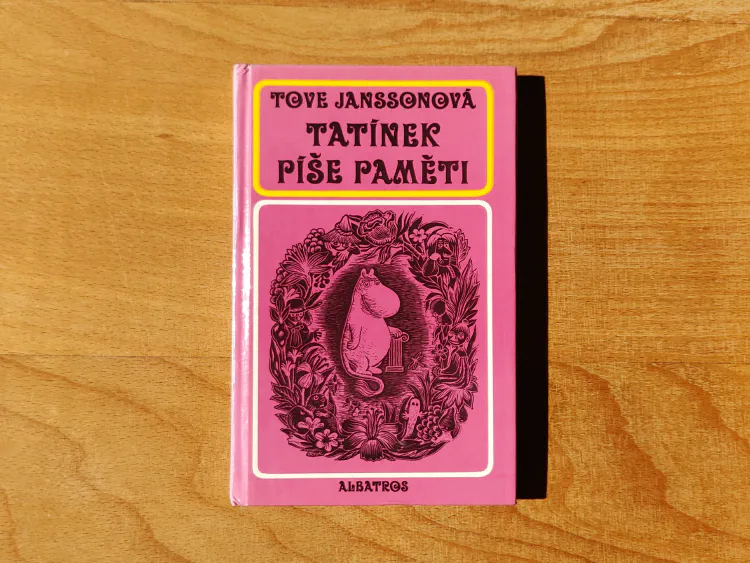 TOVE JANSSONOVÁ
TATÍNEK
PÍŠE PAMĚTI
ALBATROS